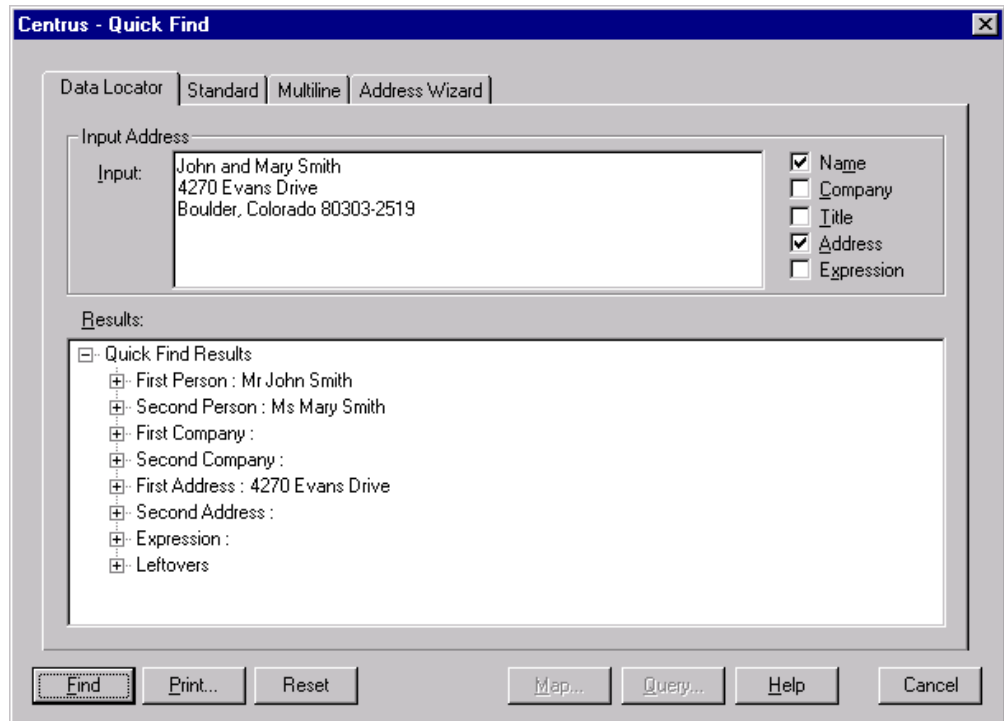 Centrus - Quick Find
Data Locator Standard Multiline Address Wizard
Input Address
Input:
John and Mary Smith
4270 Evans Drive
Boulder, Colorado 80303-2519
Name
Company
Title
Address
Expression
Results:
Quick Find Results
First Person : Mr John Smith
Second Person : Ms Mary Smith
First Company :
Second Company :
First Address : 4270 Evans Drive
Second Address :
Expression :
Leftovers
Find Print... Reset Map... Query... Help Cancel